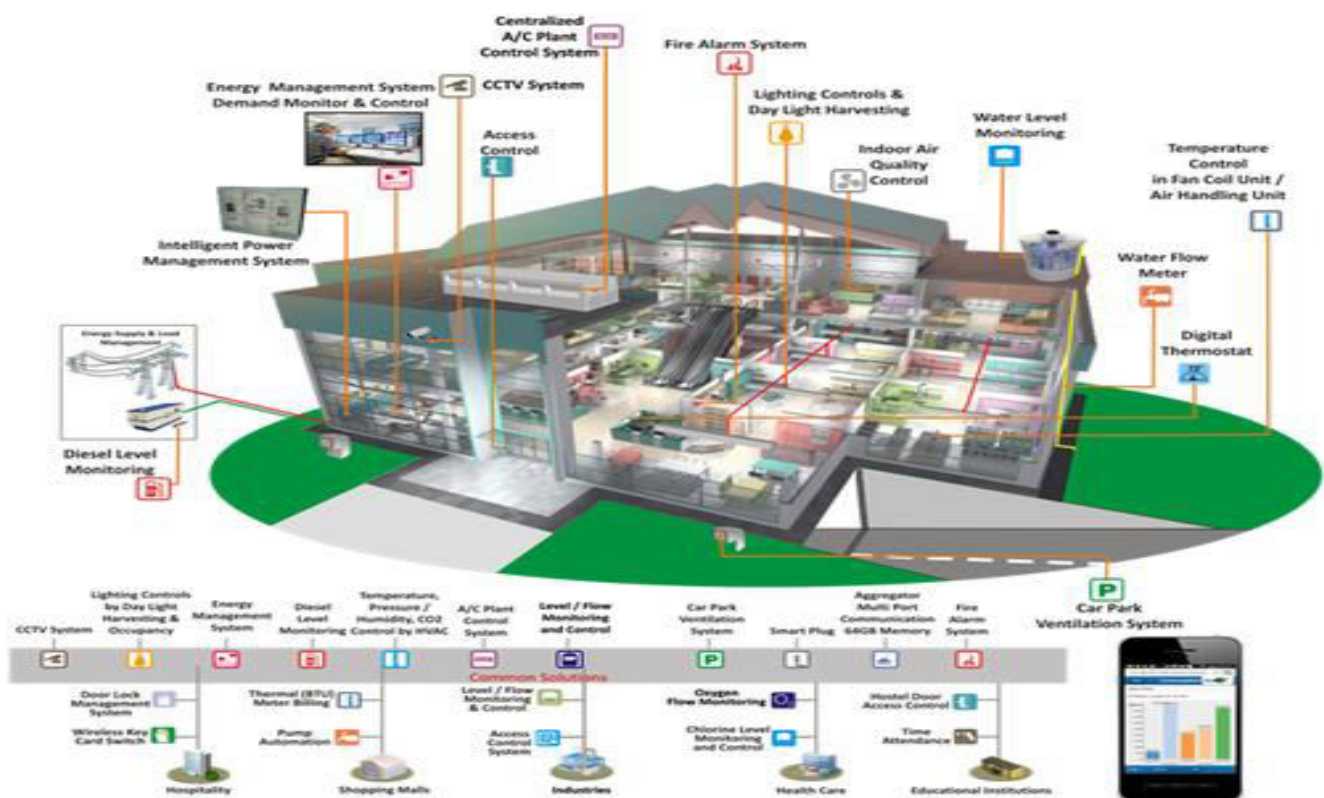 Centralized
A/C Plant
Control System
Fire Alarm System
Energy Management System
Demand Monitor & Control
CCTV System
Lighting Controls &
Day Light Harvesting
Access
Control
Water Level
Monitoring
Indoor Air
Quality
Control
Temperature
Control
in Fan Coil Unit /
Air Handling Unit
Intelligent Power
Management System
Water Flow
Meter
Energy Supply & Load
Management
Digital
Thermostat
Diesel Level
Monitoring
Car Park
Ventilation System
CCTV System
Lighting Controls
by Day Light
Harvesting &
Occupancy
Energy
Management
System
Diesel
Level
Monitoring
Temperature,
Pressure /
Humidity, CO2
Control by HVAC
A/C Plant
Control
System
Level / Flow
Monitoring
and Control
Car Park
Ventilation
System
Smart Plug
Aggregator
Multi Port
Communication
64GB Memory
Fire
Alarm
System
P
P
Common Solutions
Door Lock
Management
System
Wireless Key
Card Switch
Hospitality
Thermal (BTU)
Meter Billing
Pump
Automation
Shopping Malls
Level / Flow
Monitoring
& Control
Access
Control
System
Industries
Oxygen
Flow Monitoring
Chlorine Level
Monitoring
and Control
Health Care
Hostel Door
Access Control
Time
Attendance
Educational Institutions